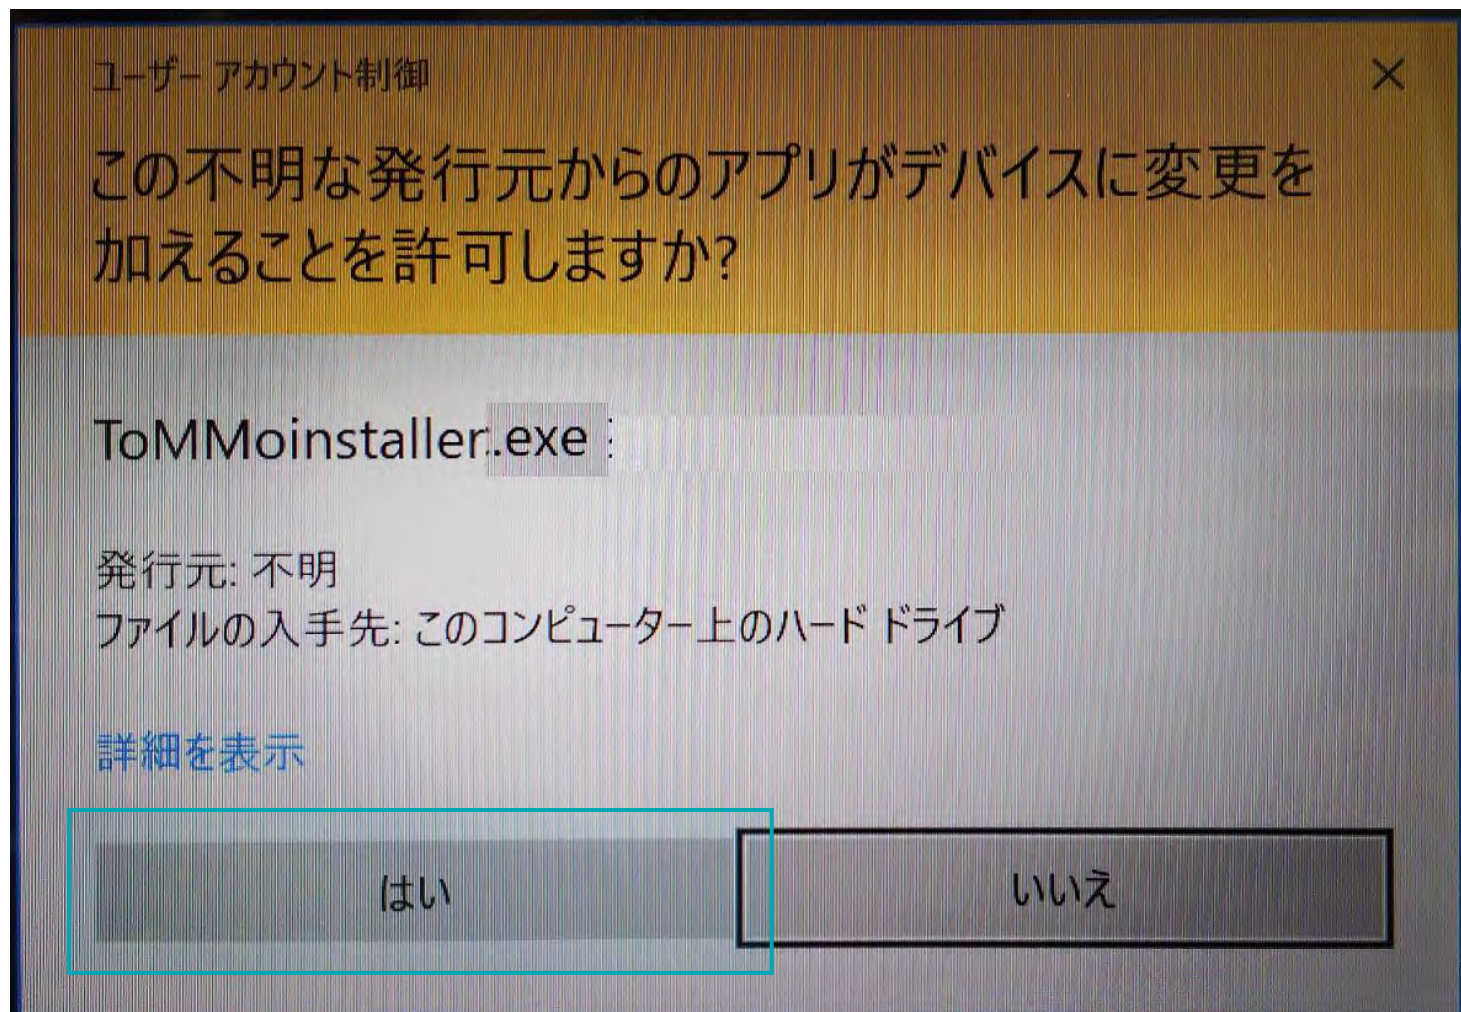 ユーザー アカウント制御
この不明な発行元からのアプリがデバイスに変更を
加えることを許可しますか?
ToMMoinstaller.exe
発行元: 不明
ファイルの入手先: このコンピューター上のハード ドライブ
詳細を表示
はい
いいえ